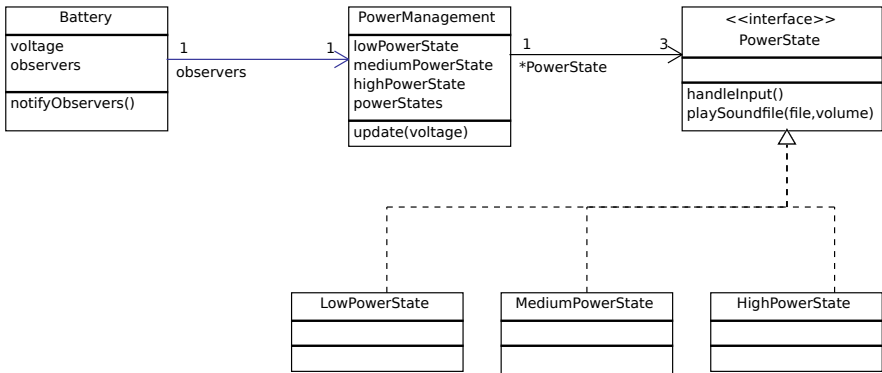 Battery
voltage
observers
notifyObservers()
1
1
observers
PowerManagement
lowPowerState
mediumPowerState
highPowerState
powerStates
update(voltage)
1
3
*PowerState
<<interface>>
PowerState
handleInput()
playSoundfile(file,volume)
LowPowerState
MediumPowerState
HighPowerState